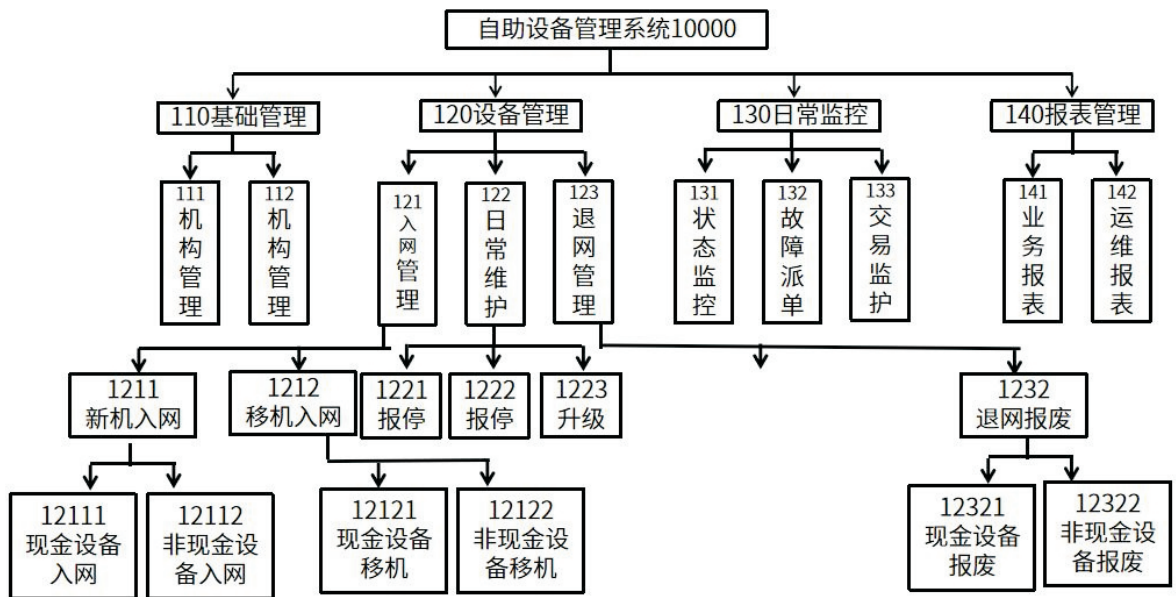 自助设备管理系统10000
110基础管理
120设备管理
130日常监控
140报表管理
111
机构管理
112
机构管理
121
入网管理
122
日常维护
123
退网管理
131
状态监控
132
故障派单
133
交易监护
141
业务报表
142
运维报表
1211
新机入网
1212
移机入网
1221
报停
1222
报停
1223
升级
1232
退网报废
12111
现金设备
入网
12112
非现金设
备入网
12121
现金设备
移机
12122
非现金设
备移机
12321
现金设备
报废
12322
非现金设
备报废